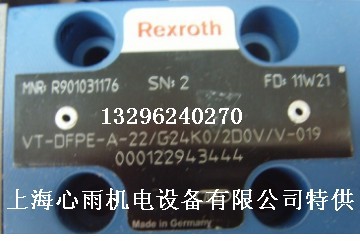 Rexroth
MNR: R901031176 SN: 2 FD: 11W21
13296240270
VT-DFPE-A-22/G24K0/2D0V/V-019
000122943444
上海心雨机电设备有限公司特供
Made in Germany